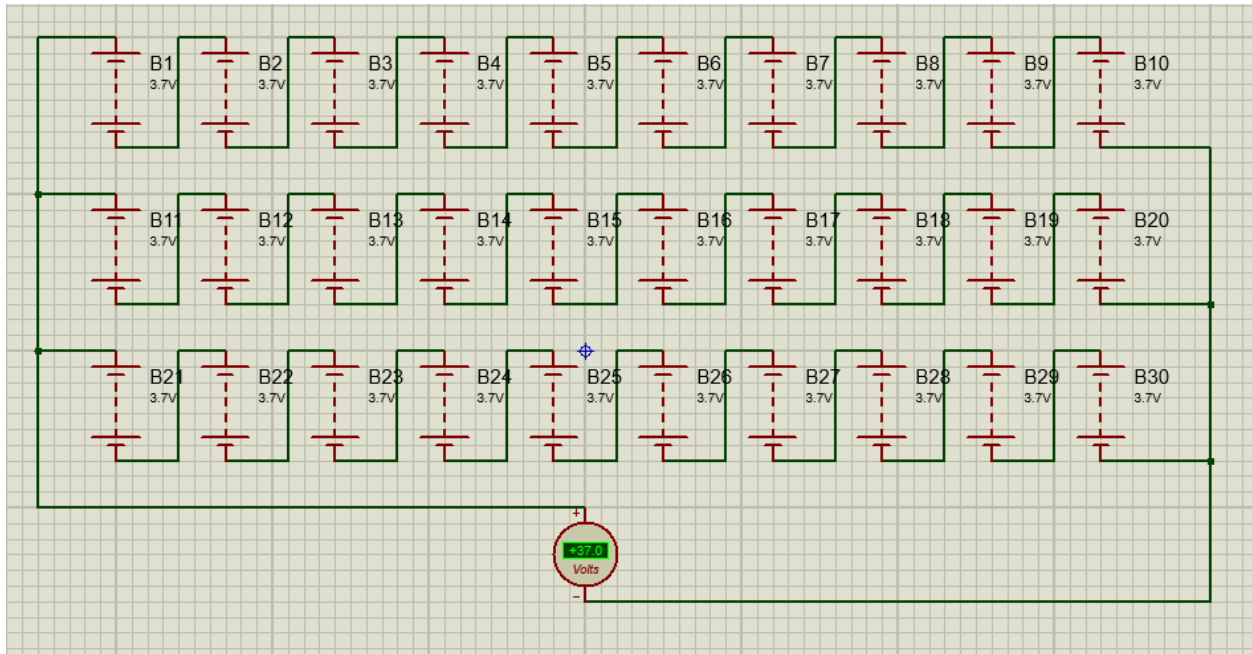 B1 B2 B3 B4 B5 B6 B7 B8 B9 B10
3.7V 3.7V 3.7V 3.7V 3.7V 3.7V 3.7V 3.7V 3.7V 3.7V
B11 B12 B13 B14 B15 B16 B17 B18 B19 B20
3.7V 3.7V 3.7V 3.7V 3.7V 3.7V 3.7V 3.7V 3.7V 3.7V
B21 B22 B23 B24 B25 B26 B27 B28 B29 B30
3.7V 3.7V 3.7V 3.7V 3.7V 3.7V 3.7V 3.7V 3.7V 3.7V
+
+37.0
Volts
−